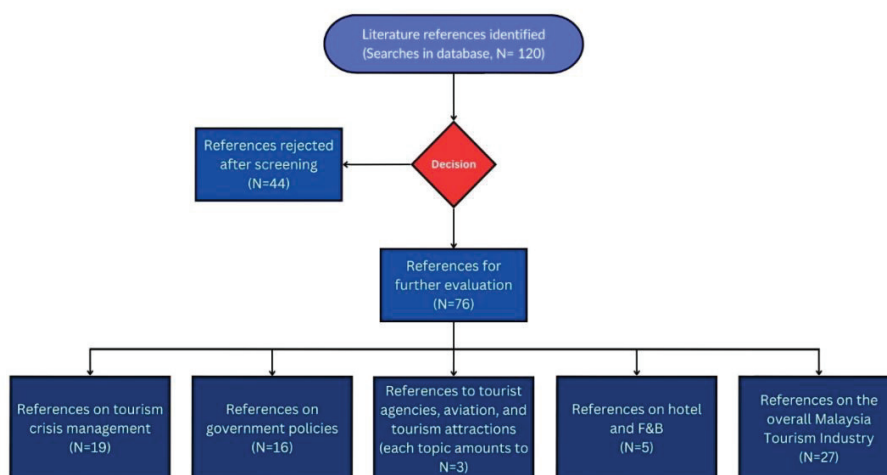 Literature references identified
(Searches in database, N= 120)
References rejected
after screening
(N=44)
Decision
References for
further evaluation
(N=76)
References on tourism
crisis management
(N=19)
References on
government policies
(N=16)
References to tourist
agencies, aviation, and
tourism attractions
(each topic amounts to
N=3)
References on hotel
and F&B
(N=5)
References on the
overall Malaysia
Tourism Industry
(N=27)